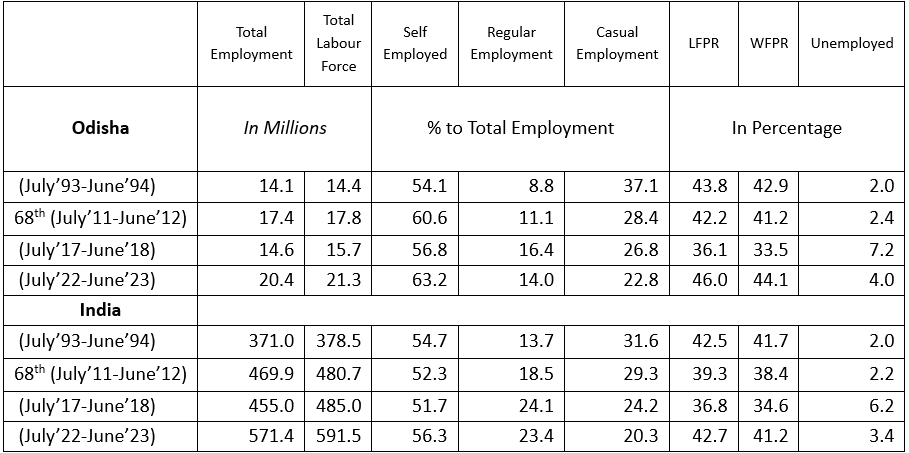 Total Employment Total Labour Force Self Employed Regular Employment Casual Employment LFPR WFPR Unemployed
Odisha In Millions % to Total Employment In Percentage
(July’93-June’94) 14.1 14.4 54.1 8.8 37.1 43.8 42.9 2.0
68th (July’11-June’12) 17.4 17.8 60.6 11.1 28.4 42.2 41.2 2.4
(July’17-June’18) 14.6 15.7 56.8 16.4 26.8 36.1 33.5 7.2
(July’22-June’23) 20.4 21.3 63.2 14.0 22.8 46.0 44.1 4.0
India
(July’93-June’94) 371.0 378.5 54.7 13.7 31.6 42.5 41.7 2.0
68th (July’11-June’12) 469.9 480.7 52.3 18.5 29.3 39.3 38.4 2.2
(July’17-June’18) 455.0 485.0 51.7 24.1 24.2 36.8 34.6 6.2
(July’22-June’23) 571.4 591.5 56.3 23.4 20.3 42.7 41.2 3.4